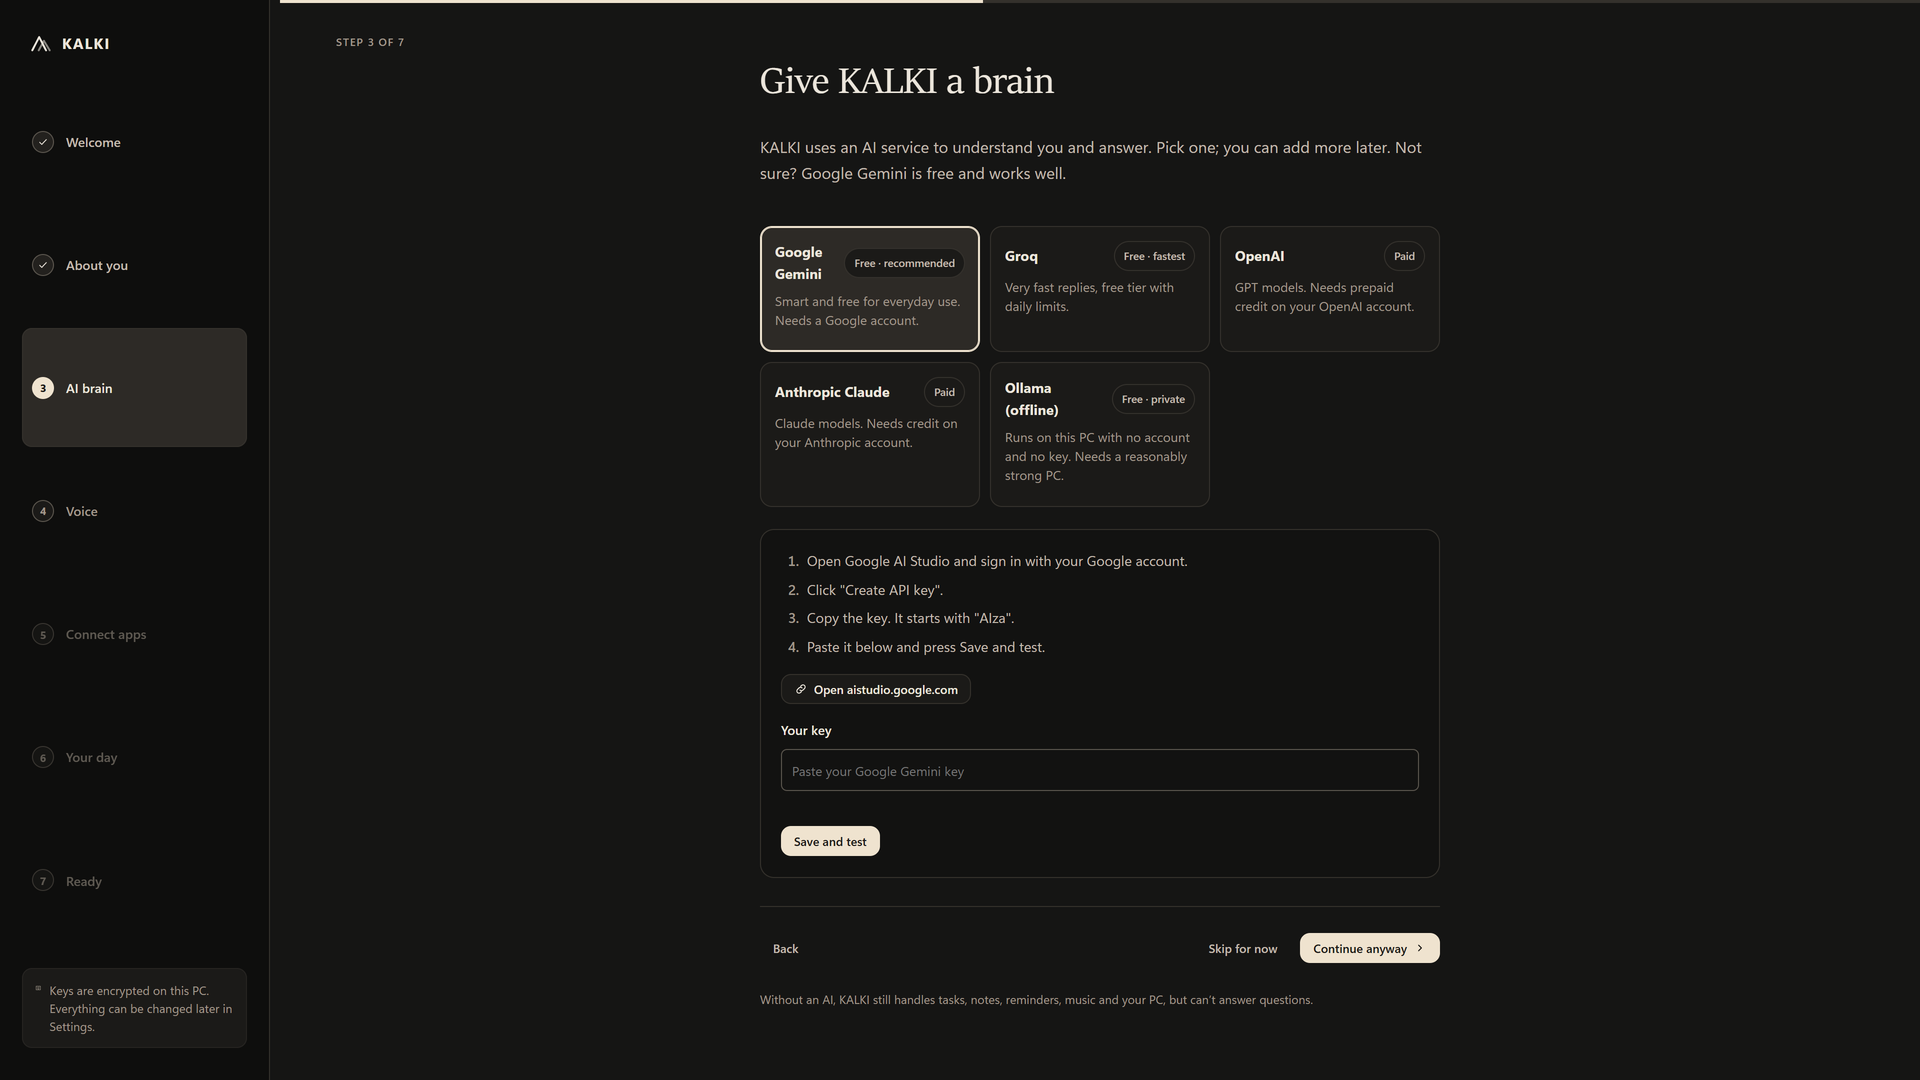 KALKI
Welcome
About you
3 AI brain
4 Voice
5 Connect apps
6 Your day
7 Ready
Keys are encrypted on this PC.
Everything can be changed later in
Settings.
STEP 3 OF 7
Give KALKI a brain
KALKI uses an AI service to understand you and answer. Pick one; you can add more later. Not
sure? Google Gemini is free and works well.
Google
Gemini
Free · recommended
Smart and free for everyday use.
Needs a Google account.
Groq
Free · fastest
Very fast replies, free tier with
daily limits.
OpenAI
Paid
GPT models. Needs prepaid
credit on your OpenAI account.
Anthropic Claude
Paid
Claude models. Needs credit on
your Anthropic account.
Ollama
(offline)
Free · private
Runs on this PC with no account
and no key. Needs a reasonably
strong PC.
1. Open Google AI Studio and sign in with your Google account.
2. Click "Create API key".
3. Copy the key. It starts with "AIza".
4. Paste it below and press Save and test.
Open aistudio.google.com
Your key
Paste your Google Gemini key
Save and test
Back
Skip for now
Continue anyway
Without an AI, KALKI still handles tasks, notes, reminders, music and your PC, but can't answer questions.